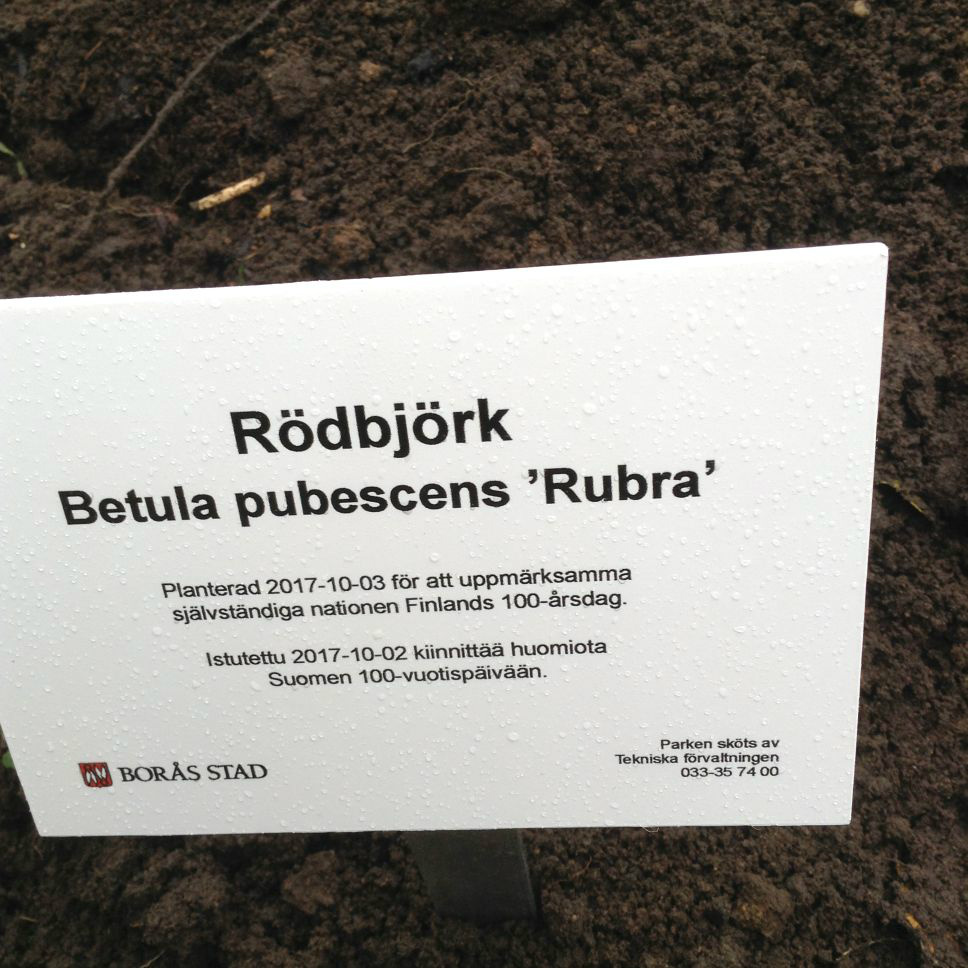 Rödbjörk
Betula pubescens ’Rubra’
Planterad 2017-10-03 för att uppmärksamma
självständiga nationen Finlands 100-årsdag.
Istutettu 2017-10-02 kiinnittää huomiota
Suomen 100-vuotispäivään.
BORÅS STAD
Parken sköts av
Tekniska förvaltningen
033-35 74 00